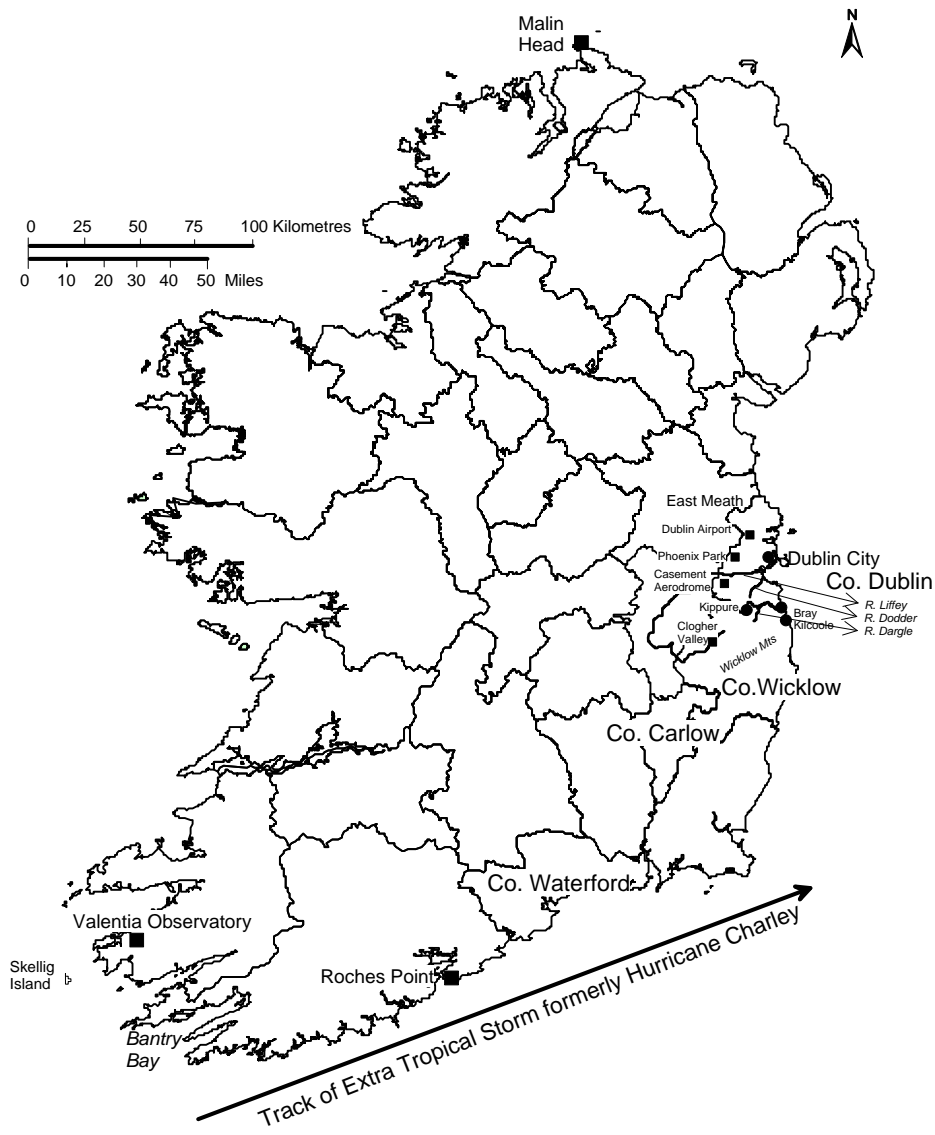 Malin
Head
N
0 25 50 75 100 Kilometres
0 10 20 30 40 50 Miles
East Meath
Dublin Airport
Phoenix Park
Dublin City
Casement
Aerodrome
Co. Dublin
R. Liffey
Kippure
Bray
R. Dodder
Kilcoole
R. Dargle
Clogher
Valley
Wicklow Mts
Co.Wicklow
Co. Carlow
Co. Waterford
Valentia Observatory
Skellig
Island
Roches Point
Bantry
Bay
Track of Extra Tropical Storm formerly Hurricane Charley